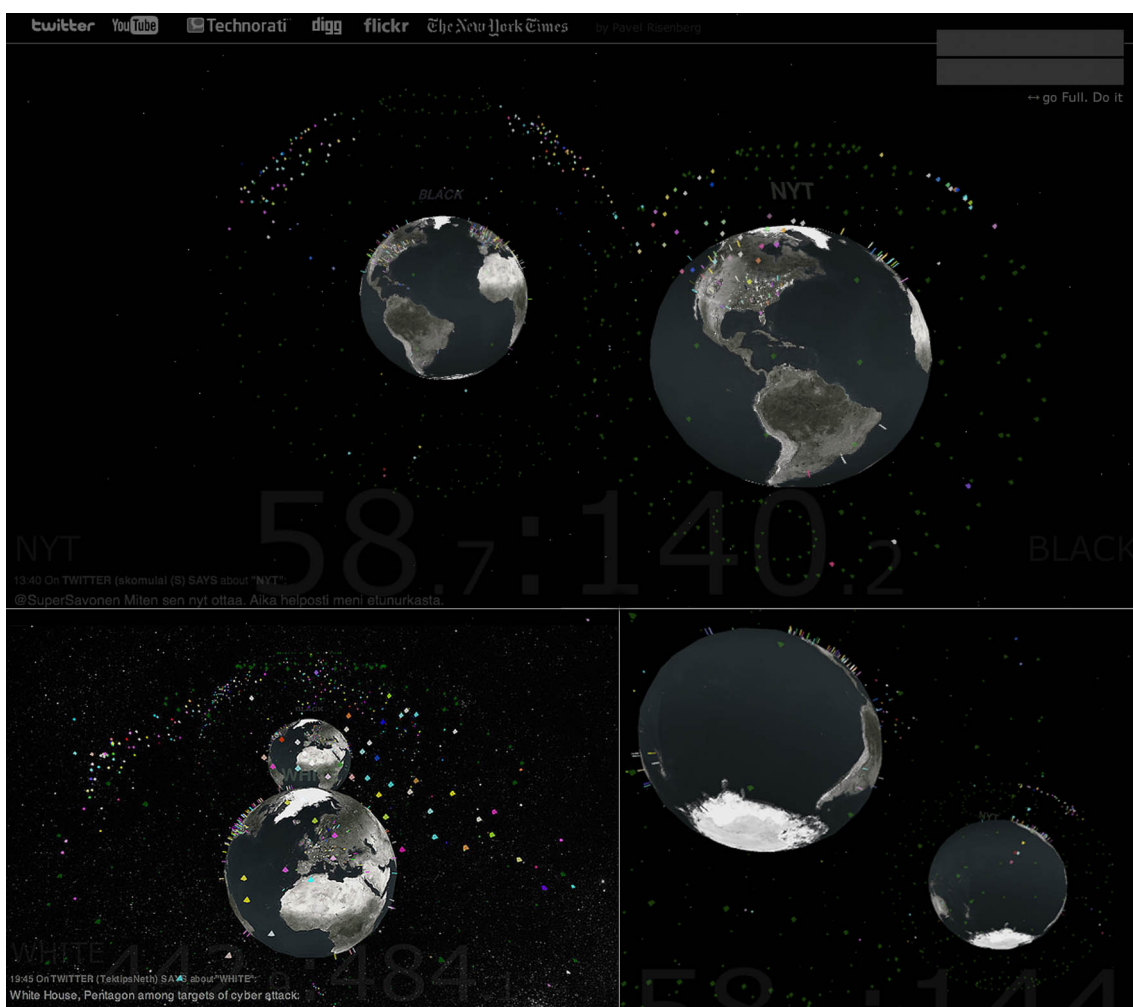 twitter YouTube Technorati digg flickr The New York Times by Pavel Risenberg
↔ go Full. Do it
BLACK
NYT
58.7:140.2
NYT
BLACK
13:40 On TWITTER (skomulai (S) SAYS about "NYT":
@SuperSavonen Miten sen nyt ottaa. Aika helposti meni etunurkasta.
BLACK
WHITE
NYT
WHITE
19:45 On TWITTER (TektipsNeth) SAYS about "WHITE":
White House, Pentagon among targets of cyber attack: